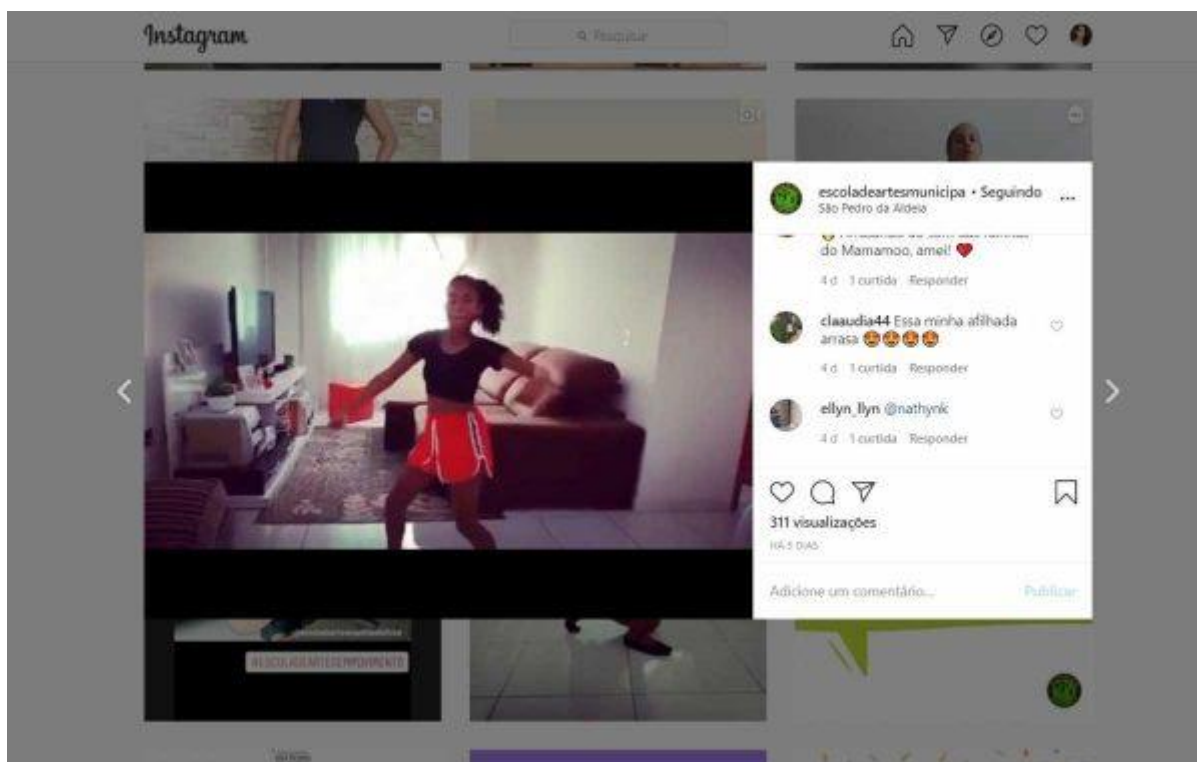 Instagram
Pesquisar
escoladeartesmunicipa • Seguindo
São Pedro da Aldeia
do Mamamoo, amei!
4 d 1 curtida Responder
claaudia44 Essa minha afilhada
arrasa
4 d 1 curtida Responder
ellyn_llyn @nathynk
4 d 1 curtida Responder
311 visualizações
HÁ 5 DIAS
Adicione um comentário... Publicar
#ESCOLADEARTESEMMOVIMENTO